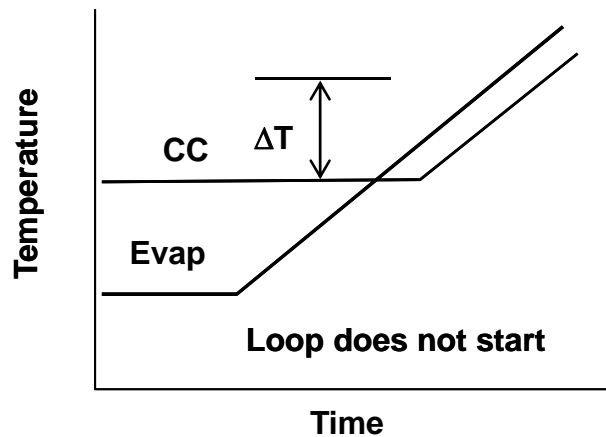 Temperature
CC
ΔT
Evap
Loop does not start
Time